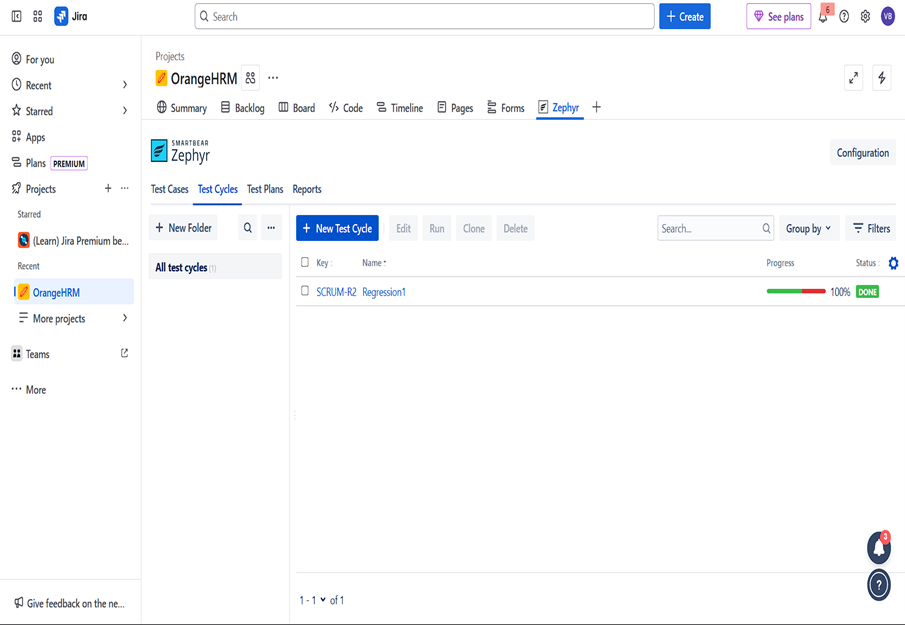 Jira
Search
+ Create
See plans
6
VB
For you
Recent
Starred
Apps
Plans PREMIUM
Projects
Starred
(Learn) Jira Premium be...
Recent
OrangeHRM
More projects
Teams
More
Give feedback on the ne...
Projects
OrangeHRM
Summary Backlog Board Code Timeline Pages Forms Zephyr
SMARTBEAR
Zephyr
Configuration
Test Cases Test Cycles Test Plans Reports
+ New Folder
All test cycles (1)
+ New Test Cycle Edit Run Clone Delete Search... Group by Filters
Key Name Progress Status
SCRUM-R2 Regression1 100% DONE
3
?
1 - 1 of 1